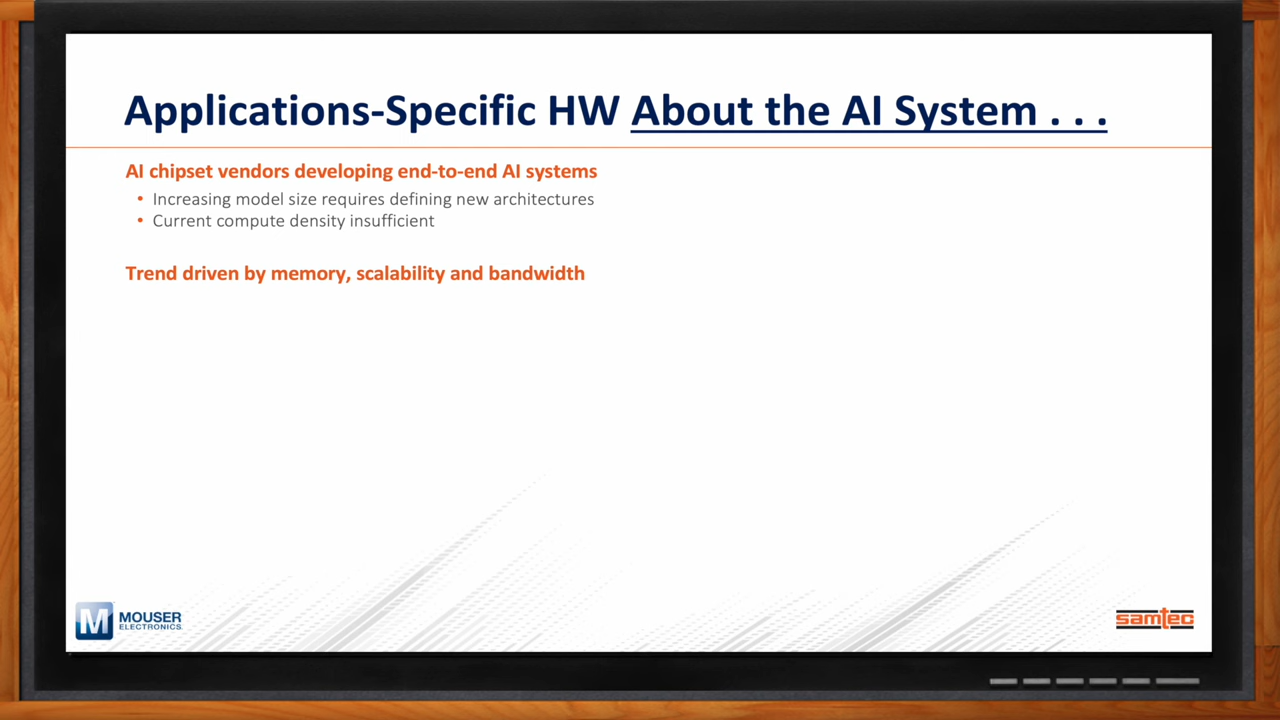 Applications-Specific HW About the AI System . . .
AI chipset vendors developing end-to-end AI systems
• Increasing model size requires defining new architectures
• Current compute density insufficient
Trend driven by memory, scalability and bandwidth
M MOUSER
ELECTRONICS
samtec